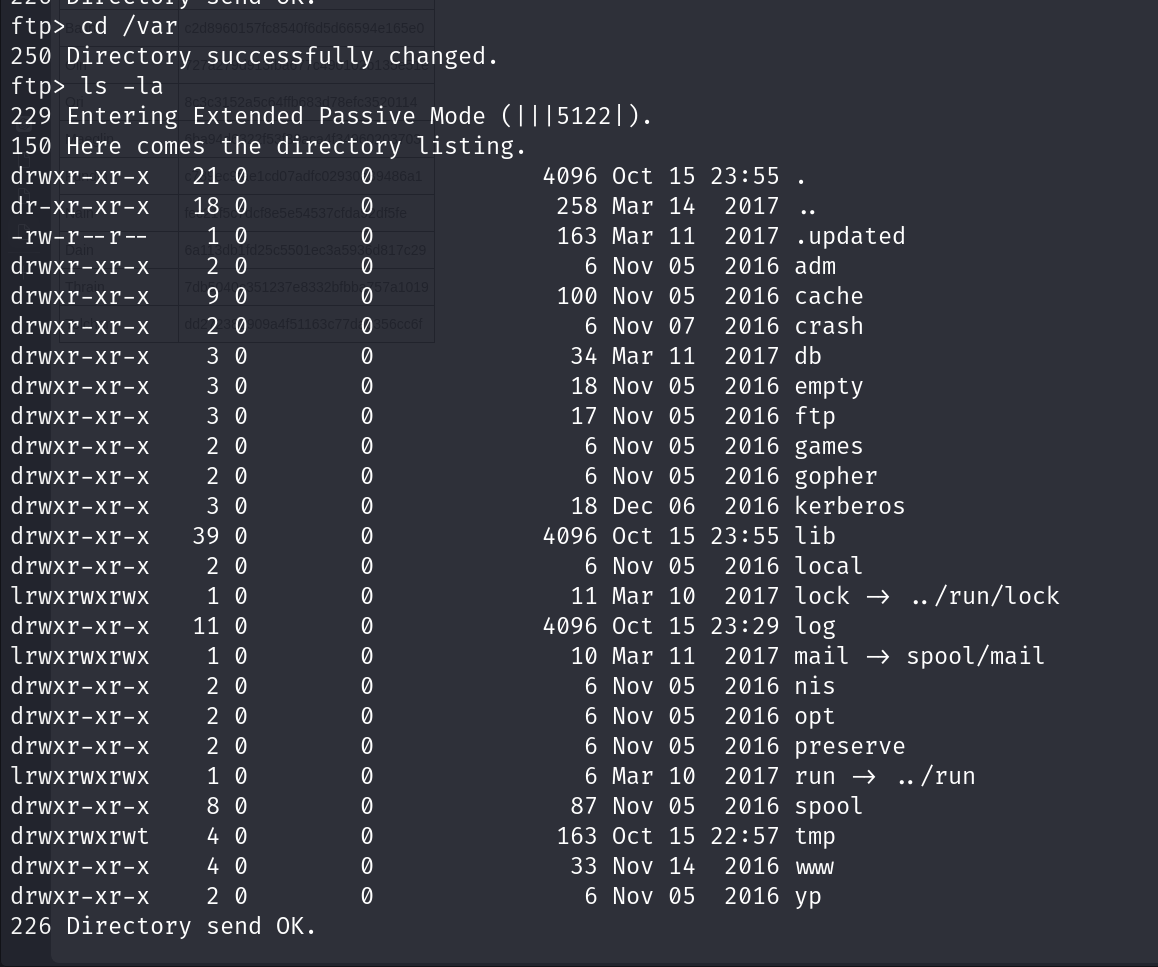 226 Directory send OK.
ftp> cd /var
250 Directory successfully changed.
ftp> ls -la
229 Entering Extended Passive Mode (|||5122|).
150 Here comes the directory listing.
drwxr-xr-x   21 0        0            4096 Oct 15 23:55 .
dr-xr-xr-x   18 0        0             258 Mar 14  2017 ..
-rw-r--r--    1 0        0             163 Mar 11  2017 .updated
drwxr-xr-x    2 0        0               6 Nov 05  2016 adm
drwxr-xr-x    9 0        0             100 Nov 05  2016 cache
drwxr-xr-x    2 0        0               6 Nov 07  2016 crash
drwxr-xr-x    3 0        0              34 Mar 11  2017 db
drwxr-xr-x    3 0        0              18 Nov 05  2016 empty
drwxr-xr-x    3 0        0              17 Nov 05  2016 ftp
drwxr-xr-x    2 0        0               6 Nov 05  2016 games
drwxr-xr-x    2 0        0               6 Nov 05  2016 gopher
drwxr-xr-x    3 0        0              18 Dec 06  2016 kerberos
drwxr-xr-x   39 0        0            4096 Oct 15 23:55 lib
drwxr-xr-x    2 0        0               6 Nov 05  2016 local
lrwxrwxrwx    1 0        0              11 Mar 10  2017 lock -> ../run/lock
drwxr-xr-x   11 0        0            4096 Oct 15 23:29 log
lrwxrwxrwx    1 0        0              10 Mar 11  2017 mail -> spool/mail
drwxr-xr-x    2 0        0               6 Nov 05  2016 nis
drwxr-xr-x    2 0        0               6 Nov 05  2016 opt
drwxr-xr-x    2 0        0               6 Nov 05  2016 preserve
lrwxrwxrwx    1 0        0               6 Mar 10  2017 run -> ../run
drwxr-xr-x    8 0        0              87 Nov 05  2016 spool
drwxrwxrwt    4 0        0             163 Oct 15 22:57 tmp
drwxr-xr-x    4 0        0              33 Nov 14  2016 www
drwxr-xr-x    2 0        0               6 Nov 05  2016 yp
226 Directory send OK.